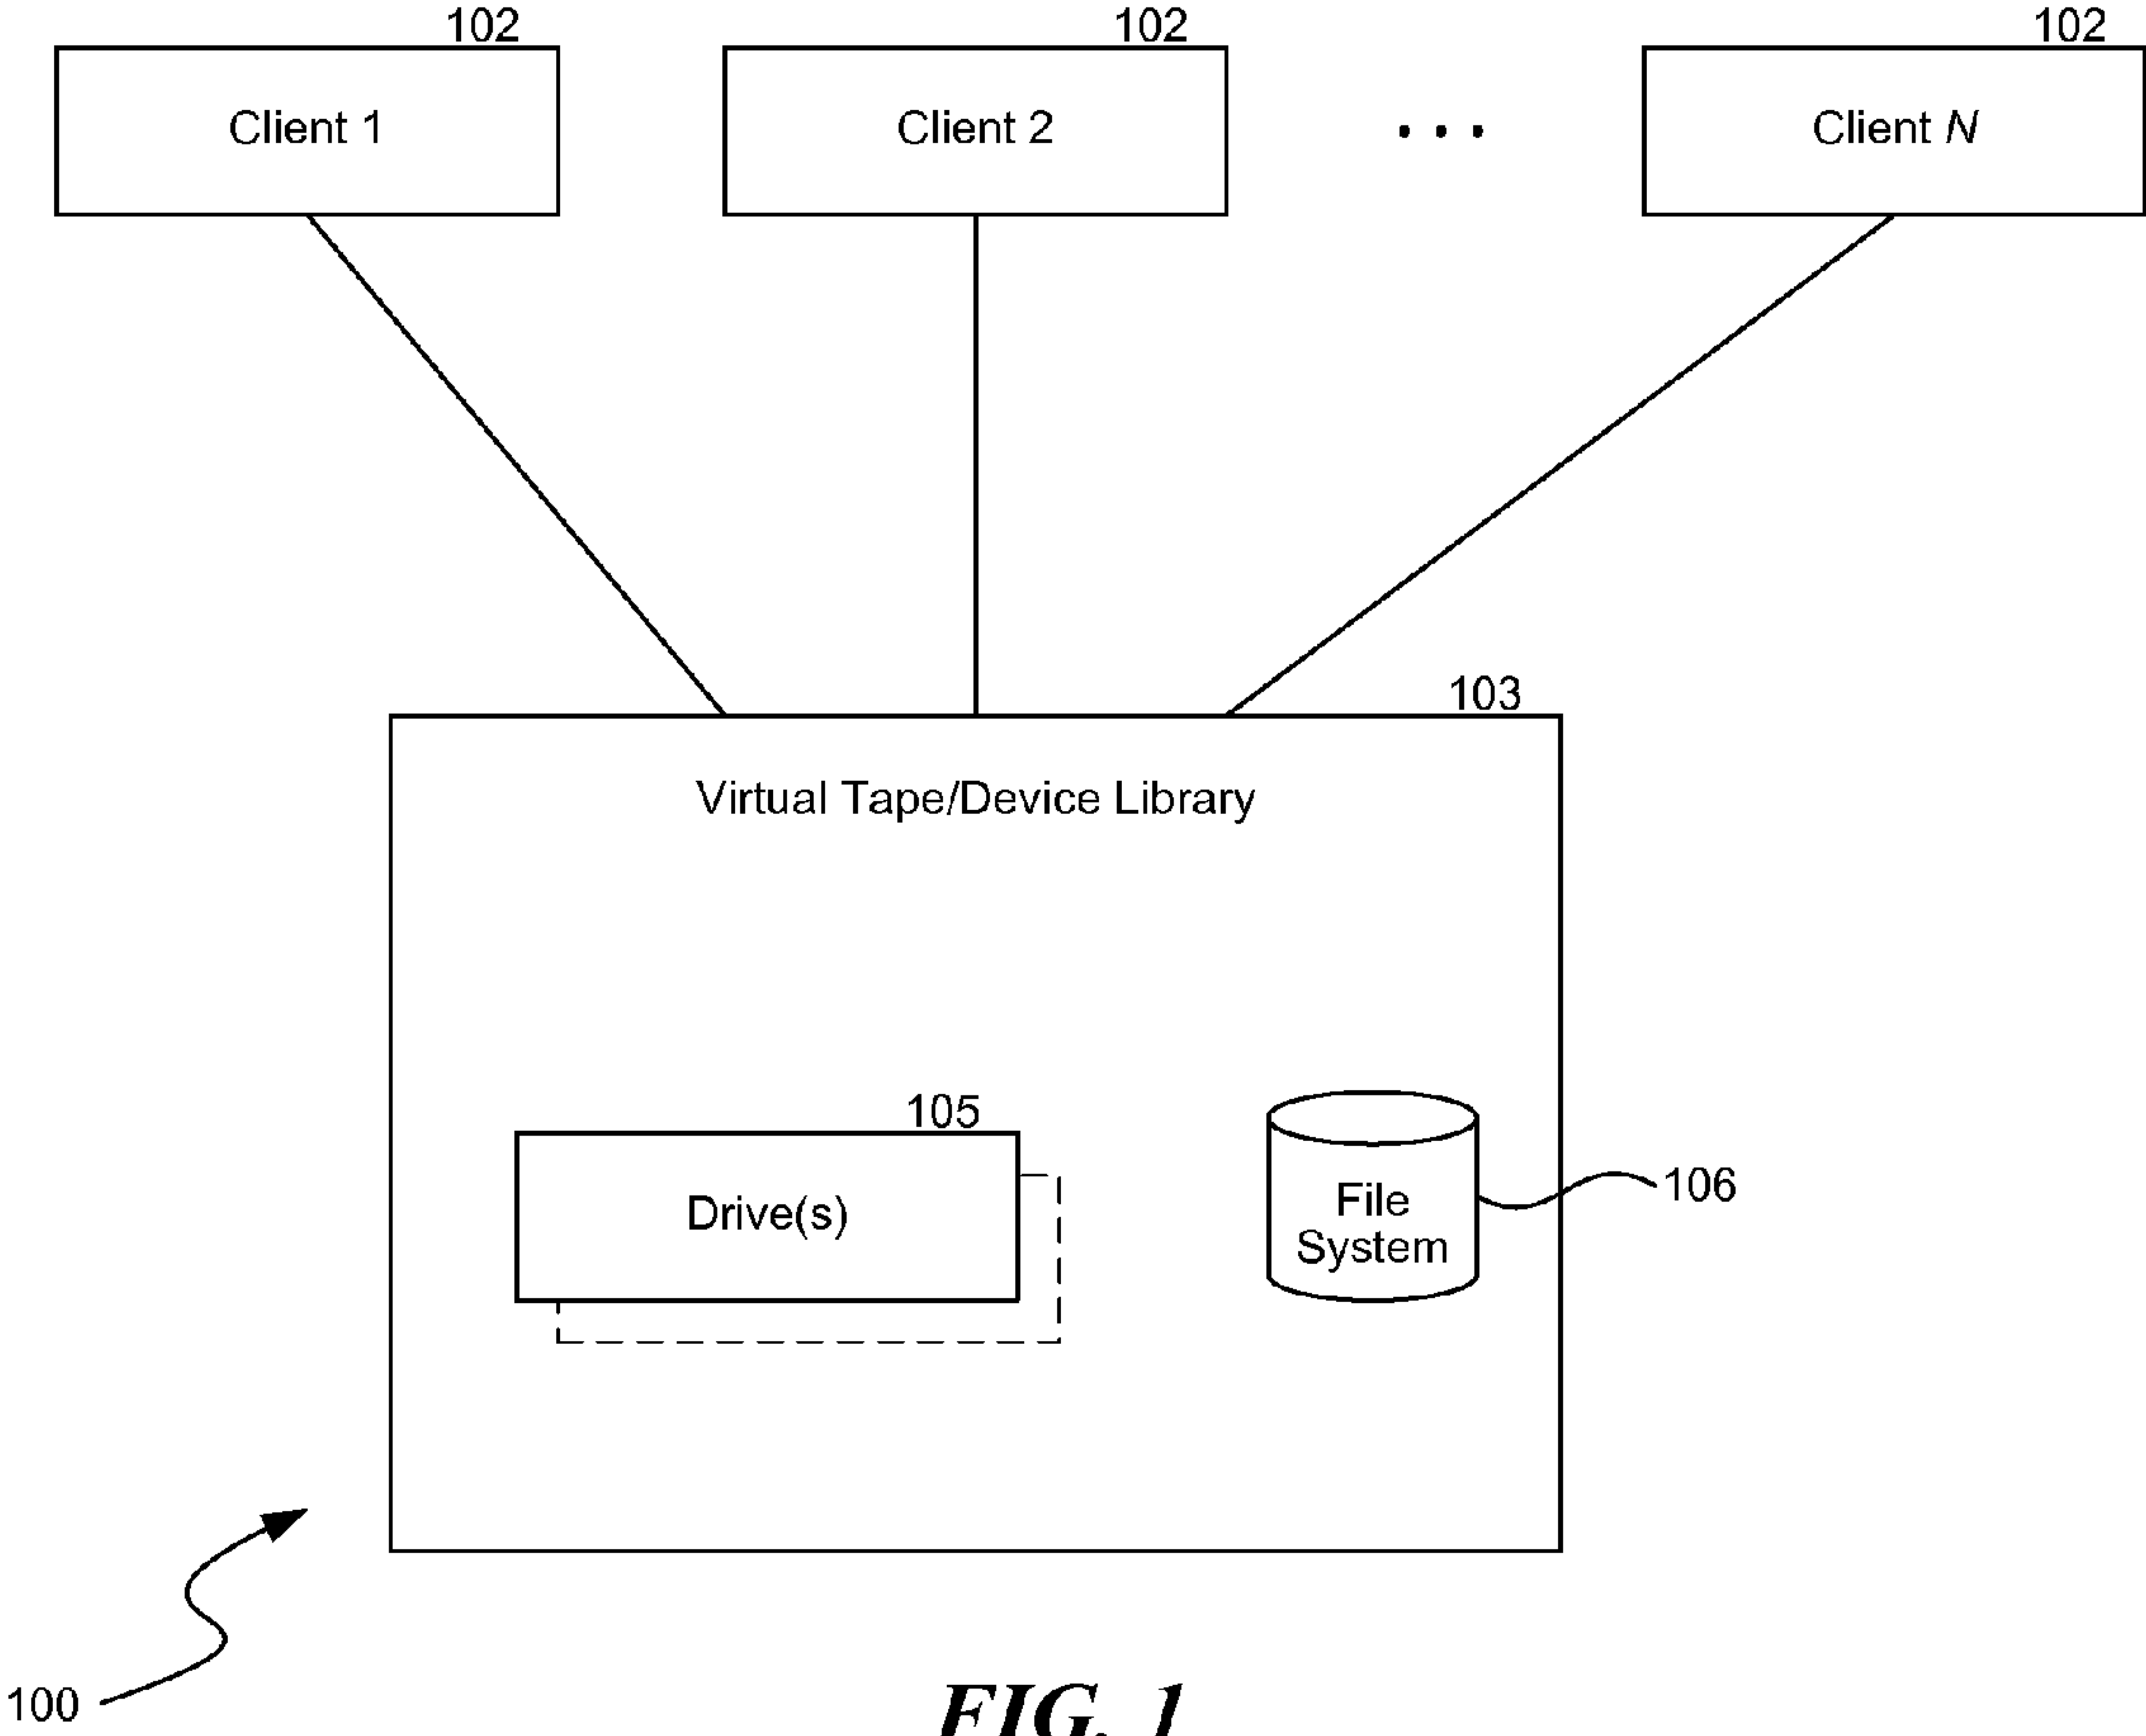 102
102
102
Client 1
Client 2
...
Client N
103
Virtual Tape/Device Library
105
Drive(s)
File
System
106
100
FIG. 1